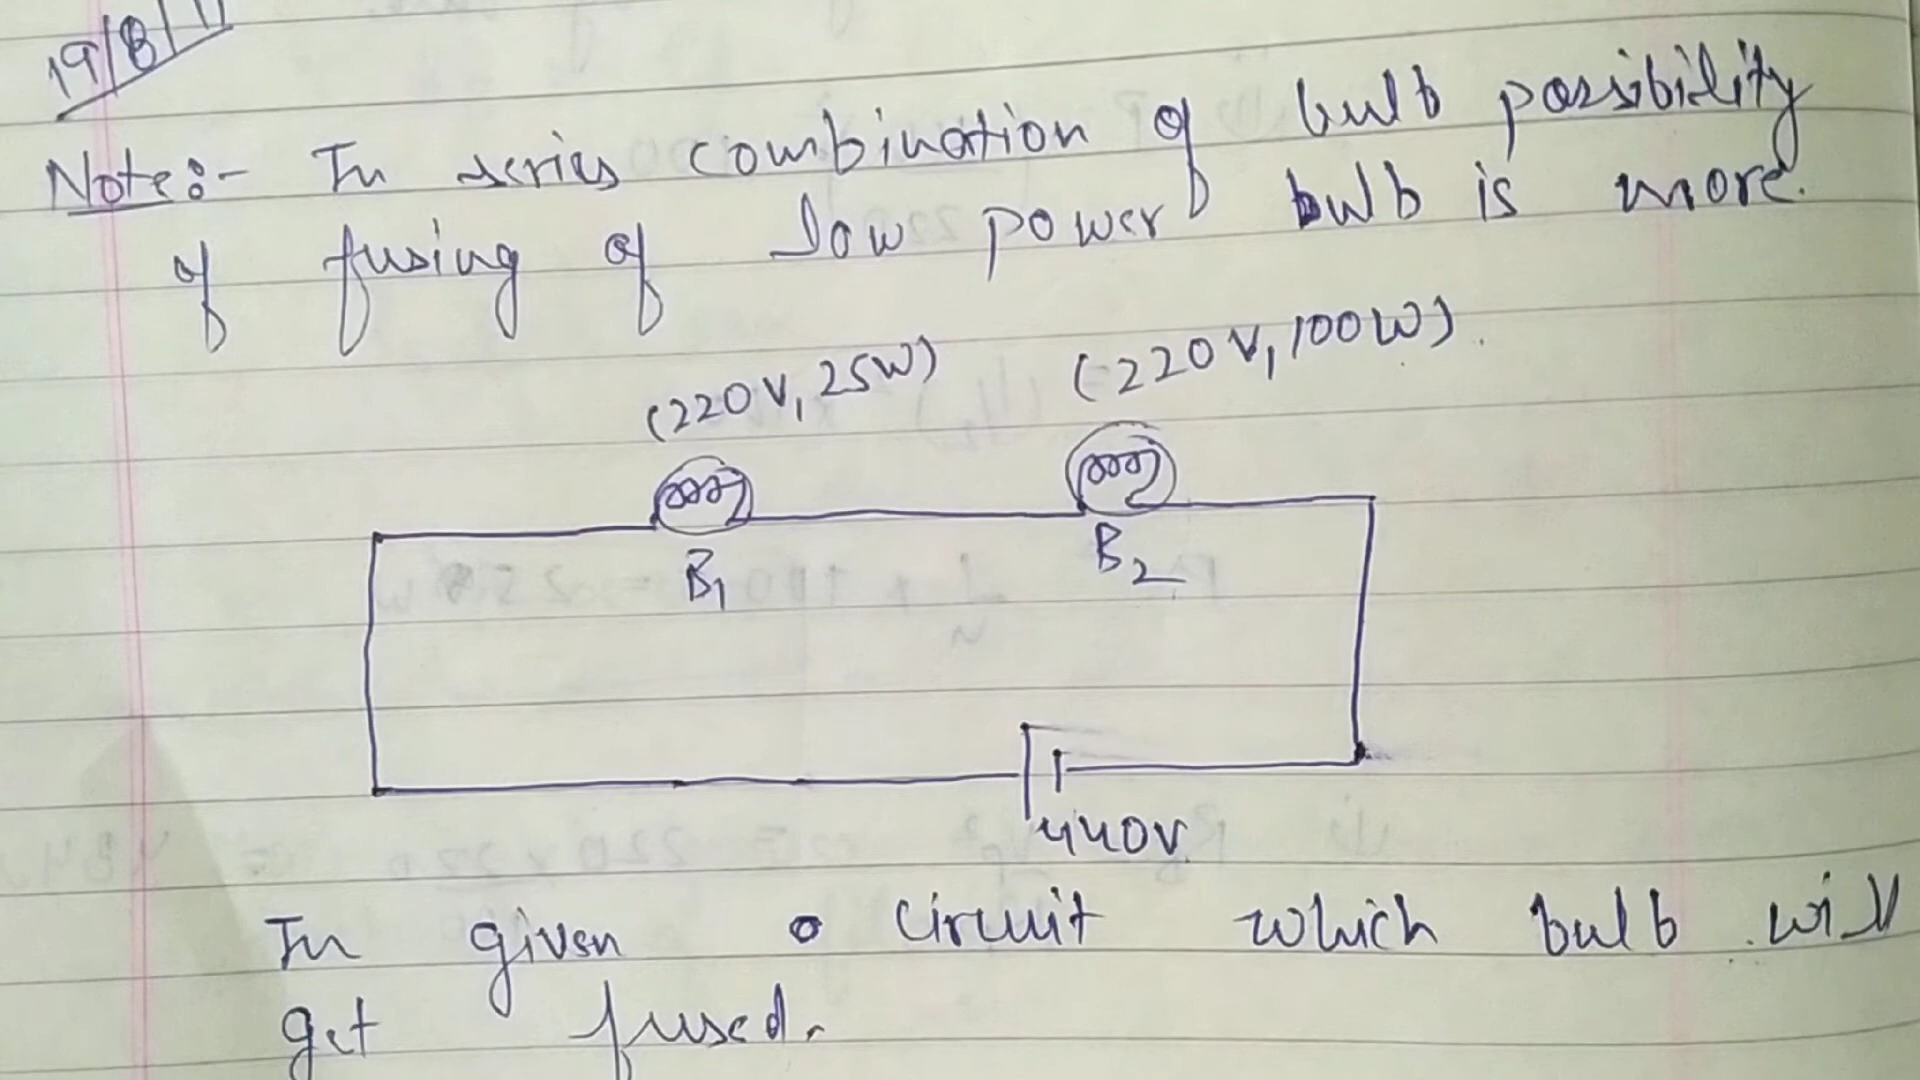 19/8/11
Note:- In series combination of bulb possibility
of fusing of low power bulb is more.
(220V, 25W) (220V, 100W).
B1 B2
440V
In given circuit which bulb will
get fused.